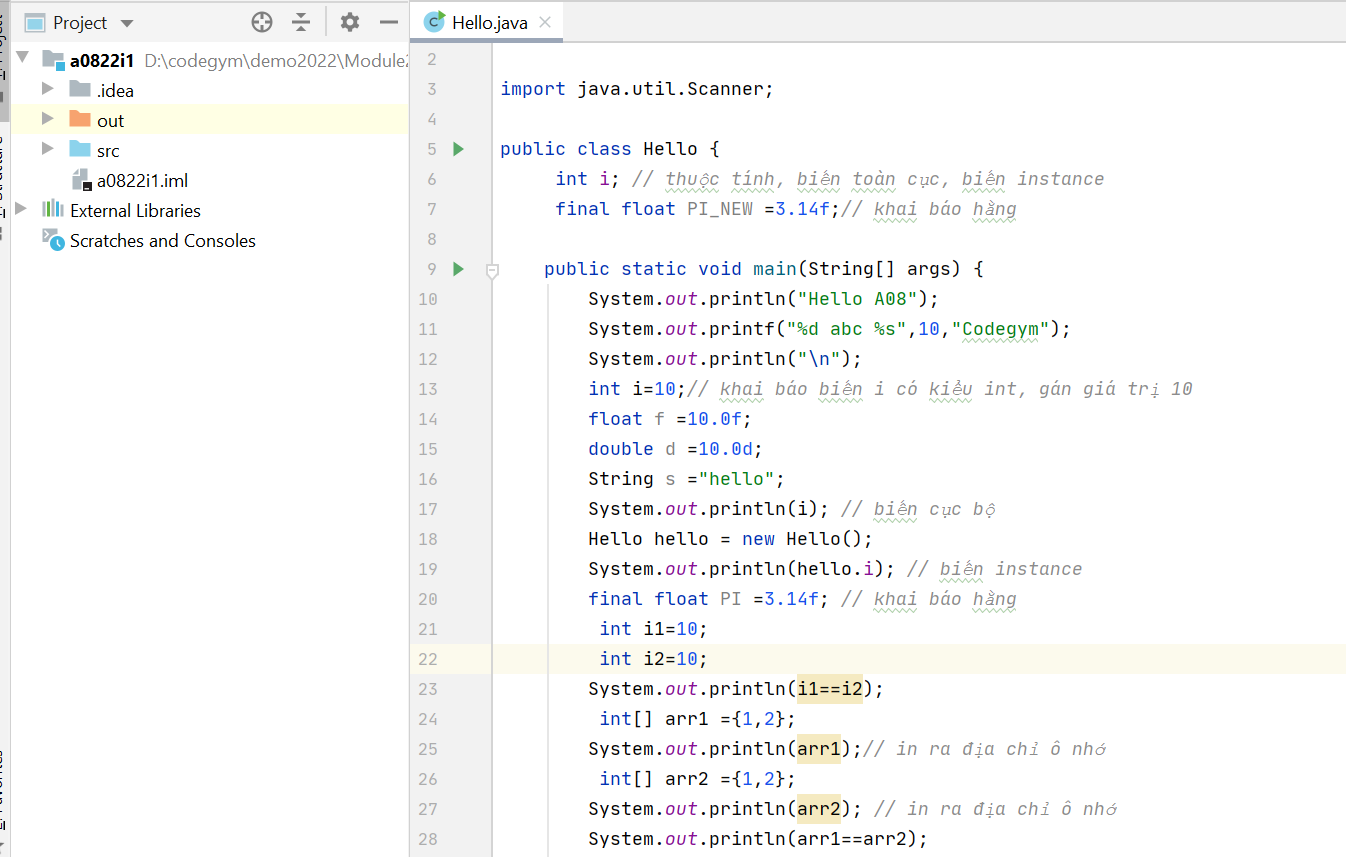 Project
a0822i1 D:\codegym\demo2022\Module2
.idea
out
src
a0822i1.iml
External Libraries
Scratches and Consoles
Hello.java
2
3 import java.util.Scanner;
4
5 public class Hello {
6 int i; // thuộc tính, biến toàn cục, biến instance
7 final float PI_NEW =3.14f;// khai báo hằng
8
9 public static void main(String[] args) {
10 System.out.println("Hello A08");
11 System.out.printf("%d abc %s",10,"Codegym");
12 System.out.println("\n");
13 int i=10;// khai báo biến i có kiểu int, gán giá trị 10
14 float f =10.0f;
15 double d =10.0d;
16 String s ="hello";
17 System.out.println(i); // biến cục bộ
18 Hello hello = new Hello();
19 System.out.println(hello.i); // biến instance
20 final float PI =3.14f; // khai báo hằng
21 int i1=10;
22 int i2=10;
23 System.out.println(i1==i2);
24 int[] arr1 ={1,2};
25 System.out.println(arr1);// in ra địa chỉ ô nhớ
26 int[] arr2 ={1,2};
27 System.out.println(arr2); // in ra địa chỉ ô nhớ
28 System.out.println(arr1==arr2);